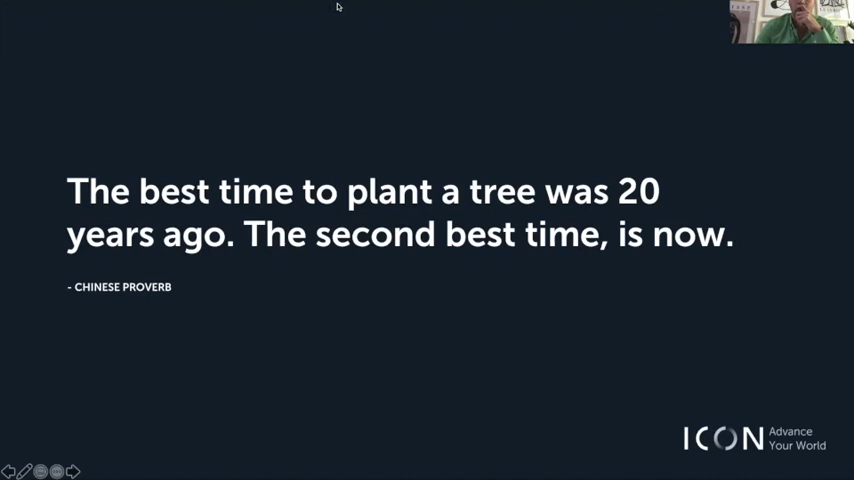 The best time to plant a tree was 20
years ago. The second best time, is now.
- CHINESE PROVERB
ICON Advance
Your World